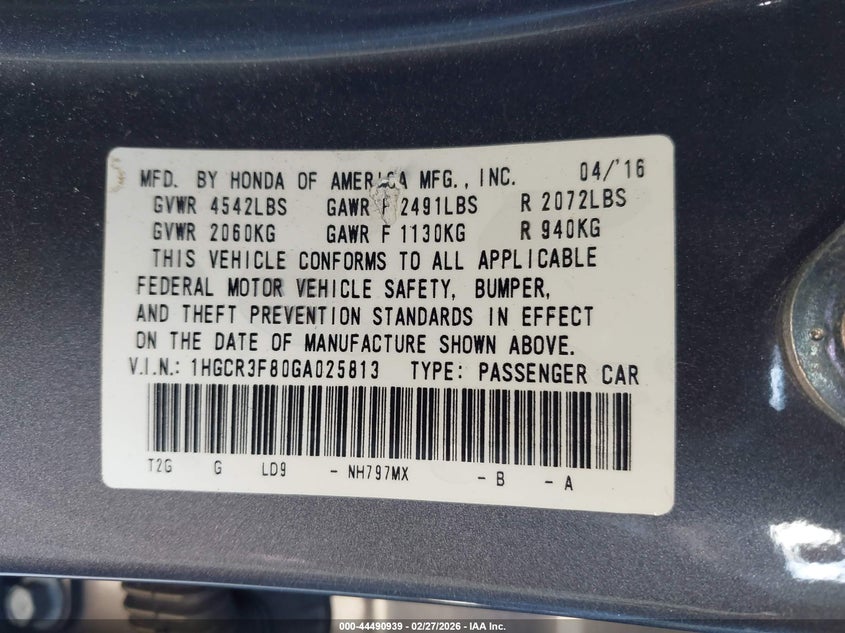 MFD. BY HONDA OF AMERICA MFG., INC. 04/'16
GVWR 4542LBS GAWR F 2491LBS R 2072LBS
GVWR 2060KG GAWR F 1130KG R 940KG
THIS VEHICLE CONFORMS TO ALL APPLICABLE
FEDERAL MOTOR VEHICLE SAFETY, BUMPER,
AND THEFT PREVENTION STANDARDS IN EFFECT
ON THE DATE OF MANUFACTURE SHOWN ABOVE.
V.I.N.: 1HGCR3F80GA025813 TYPE: PASSENGER CAR
T2G G LD9 - NH797MX - B - A
000-44490939 - 02/27/2026 - IAA Inc.